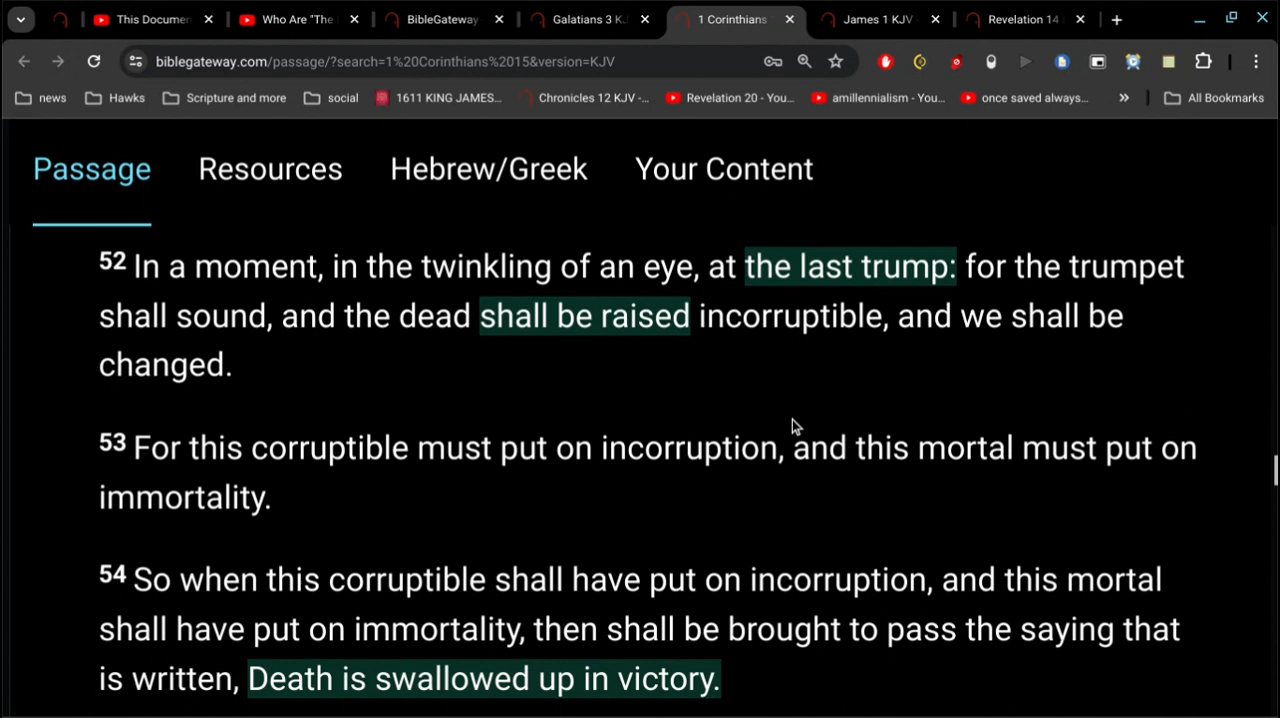 This Documen
Who Are "The
BibleGateway
Galatians 3 KJ
1 Corinthians
James 1 KJV
Revelation 14
biblegateway.com/passage/?search=1%20Corinthians%2015&version=KJV
news
Hawks
Scripture and more
social
1611 KING JAMES...
Chronicles 12 KJV -...
Revelation 20 - You...
amillennialism - You...
once saved always...
All Bookmarks
Passage
Resources
Hebrew/Greek
Your Content
52 In a moment, in the twinkling of an eye, at the last trump: for the trumpet
shall sound, and the dead shall be raised incorruptible, and we shall be
changed.
53 For this corruptible must put on incorruption, and this mortal must put on
immortality.
54 So when this corruptible shall have put on incorruption, and this mortal
shall have put on immortality, then shall be brought to pass the saying that
is written, Death is swallowed up in victory.